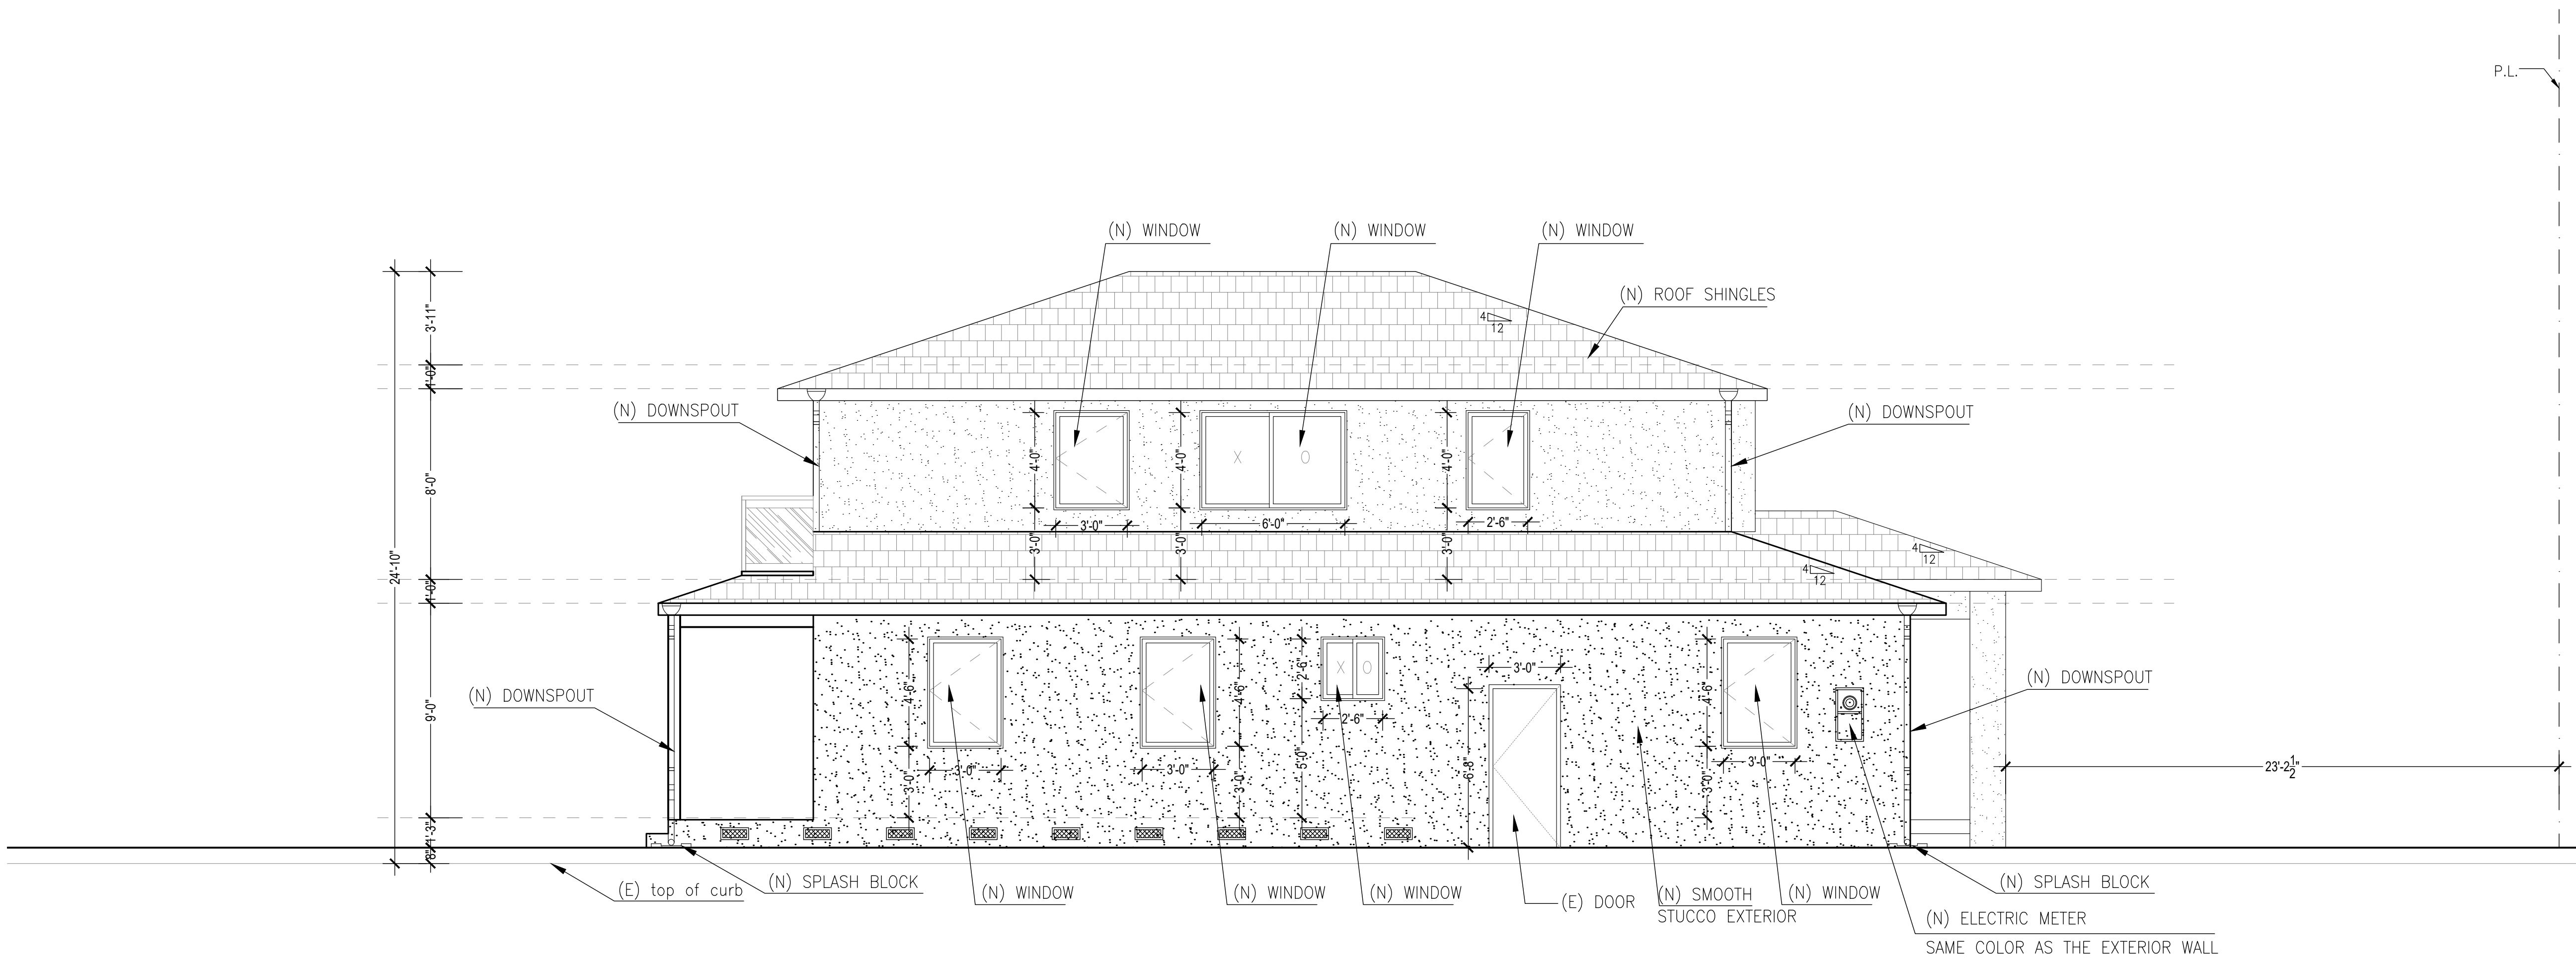 P.L.
(N) WINDOW
(N) WINDOW
(N) WINDOW
(N) ROOF SHINGLES
4
12
3'-11"
1'-0"
(N) DOWNSPOUT
(N) DOWNSPOUT
8'-0"
4'-0"
4'-0"
4'-0"
X
O
3'-0"
6'-0"
2'-6"
3'-0"
3'-0"
3'-0"
4
12
4
12
24'-10"
1'-0"
9'-0"
(N) DOWNSPOUT
(N) DOWNSPOUT
4'-6"
4'-6"
2'-6"
X
O
3'-0"
4'-6"
2'-6"
3'-0"
3'-0"
3'-0"
3'-0"
3'-0"
5'-0"
6'-8"
3'-0"
23'-2 1/2"
1'-3"
8"
(E) top of curb
(N) SPLASH BLOCK
(N) WINDOW
(N) WINDOW
(N) WINDOW
(E) DOOR
(N) SMOOTH
STUCCO EXTERIOR
(N) WINDOW
(N) SPLASH BLOCK
(N) ELECTRIC METER
SAME COLOR AS THE EXTERIOR WALL